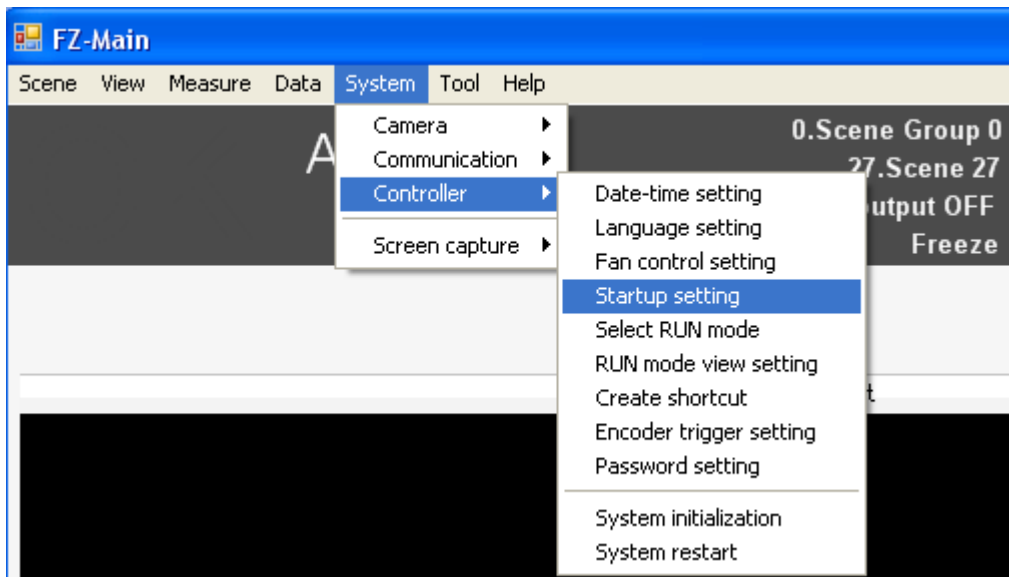 FZ-Main
Scene View Measure Data System Tool Help
A
0.Scene Group 0
27.Scene 27
utput OFF
Freeze
Camera
Communication
Controller
Screen capture
Date-time setting
Language setting
Fan control setting
Startup setting
Select RUN mode
RUN mode view setting
Create shortcut
Encoder trigger setting
Password setting
System initialization
System restart
t